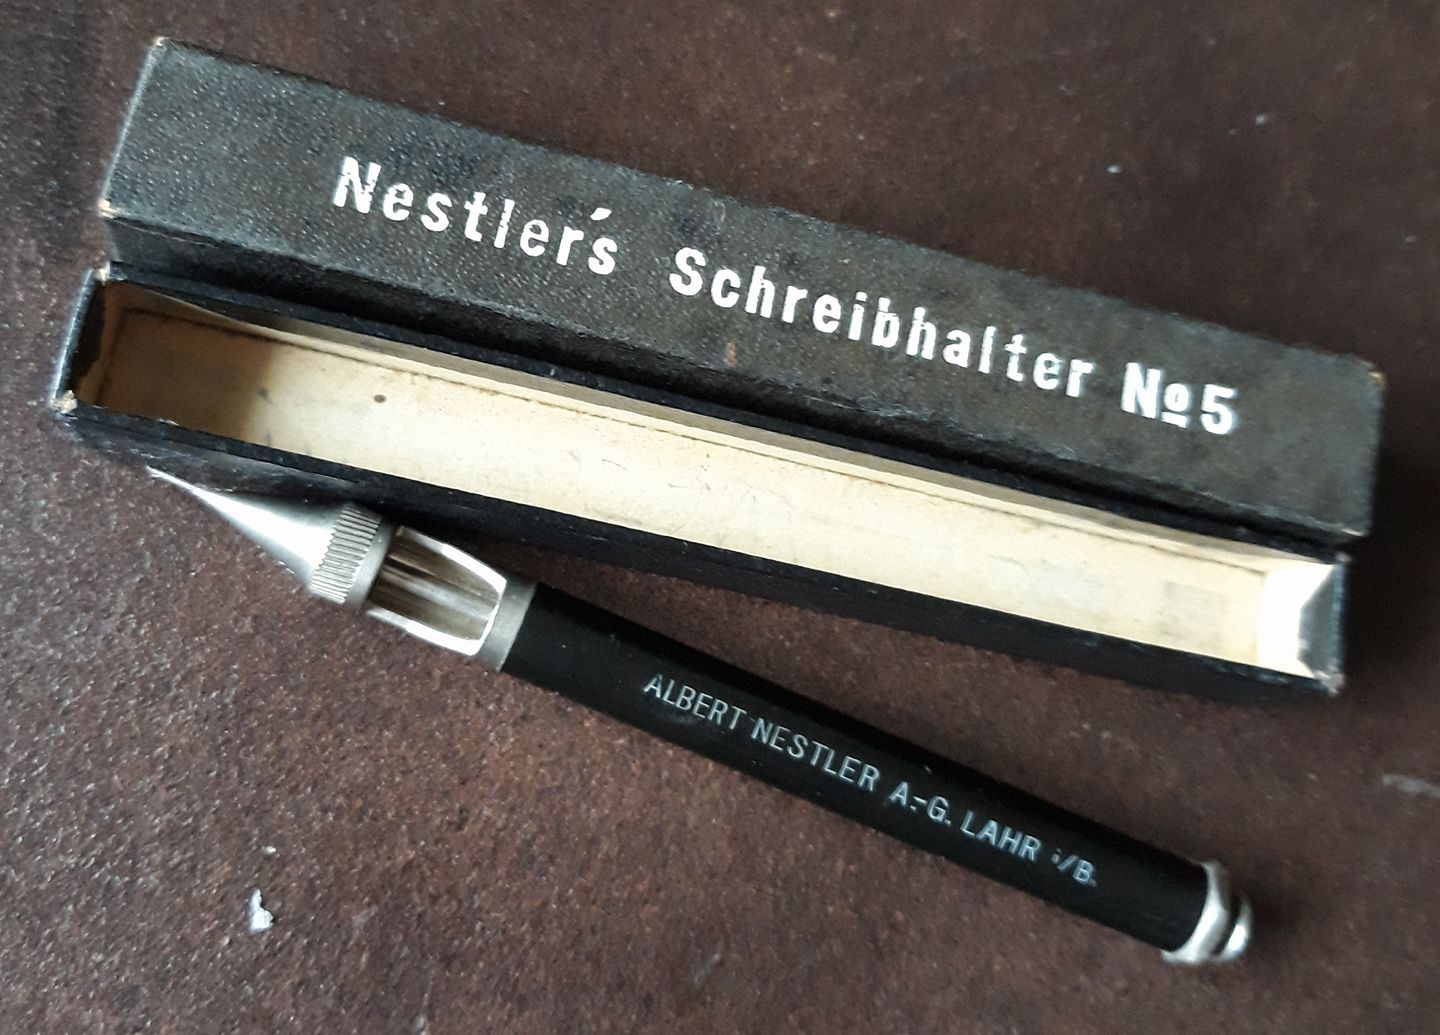 Nestler's Schreibhalter №5
ALBERT NESTLER A.-G. LAHR i/B.